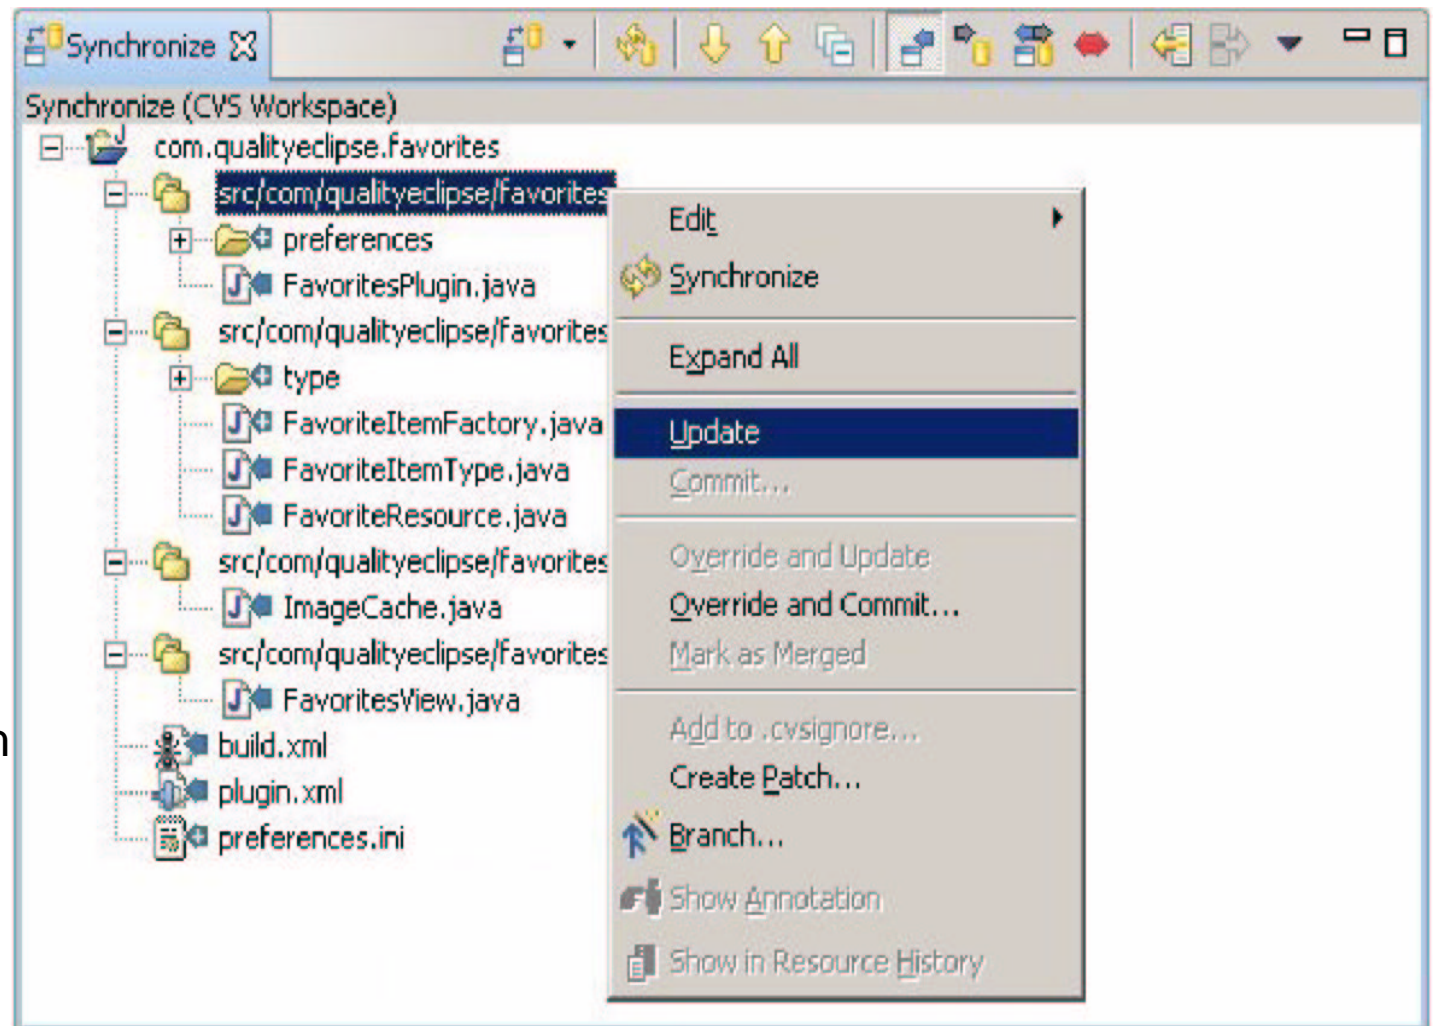 Synchronize
Synchronize (CVS Workspace)
com.qualityeclipse.favorites
src/com/qualityeclipse/favorites
preferences
FavoritesPlugin.java
src/com/qualityeclipse/favorites
type
FavoriteItemFactory.java
FavoriteItemType.java
FavoriteResource.java
src/com/qualityeclipse/favorites
ImageCache.java
src/com/qualityeclipse/favorites
FavoritesView.java
n
build.xml
plugin.xml
preferences.ini
Edit
Synchronize
Expand All
Update
Commit...
Override and Update
Override and Commit...
Mark as Merged
Add to .cvsignore...
Create Patch...
Branch...
Show Annotation
Show in Resource History